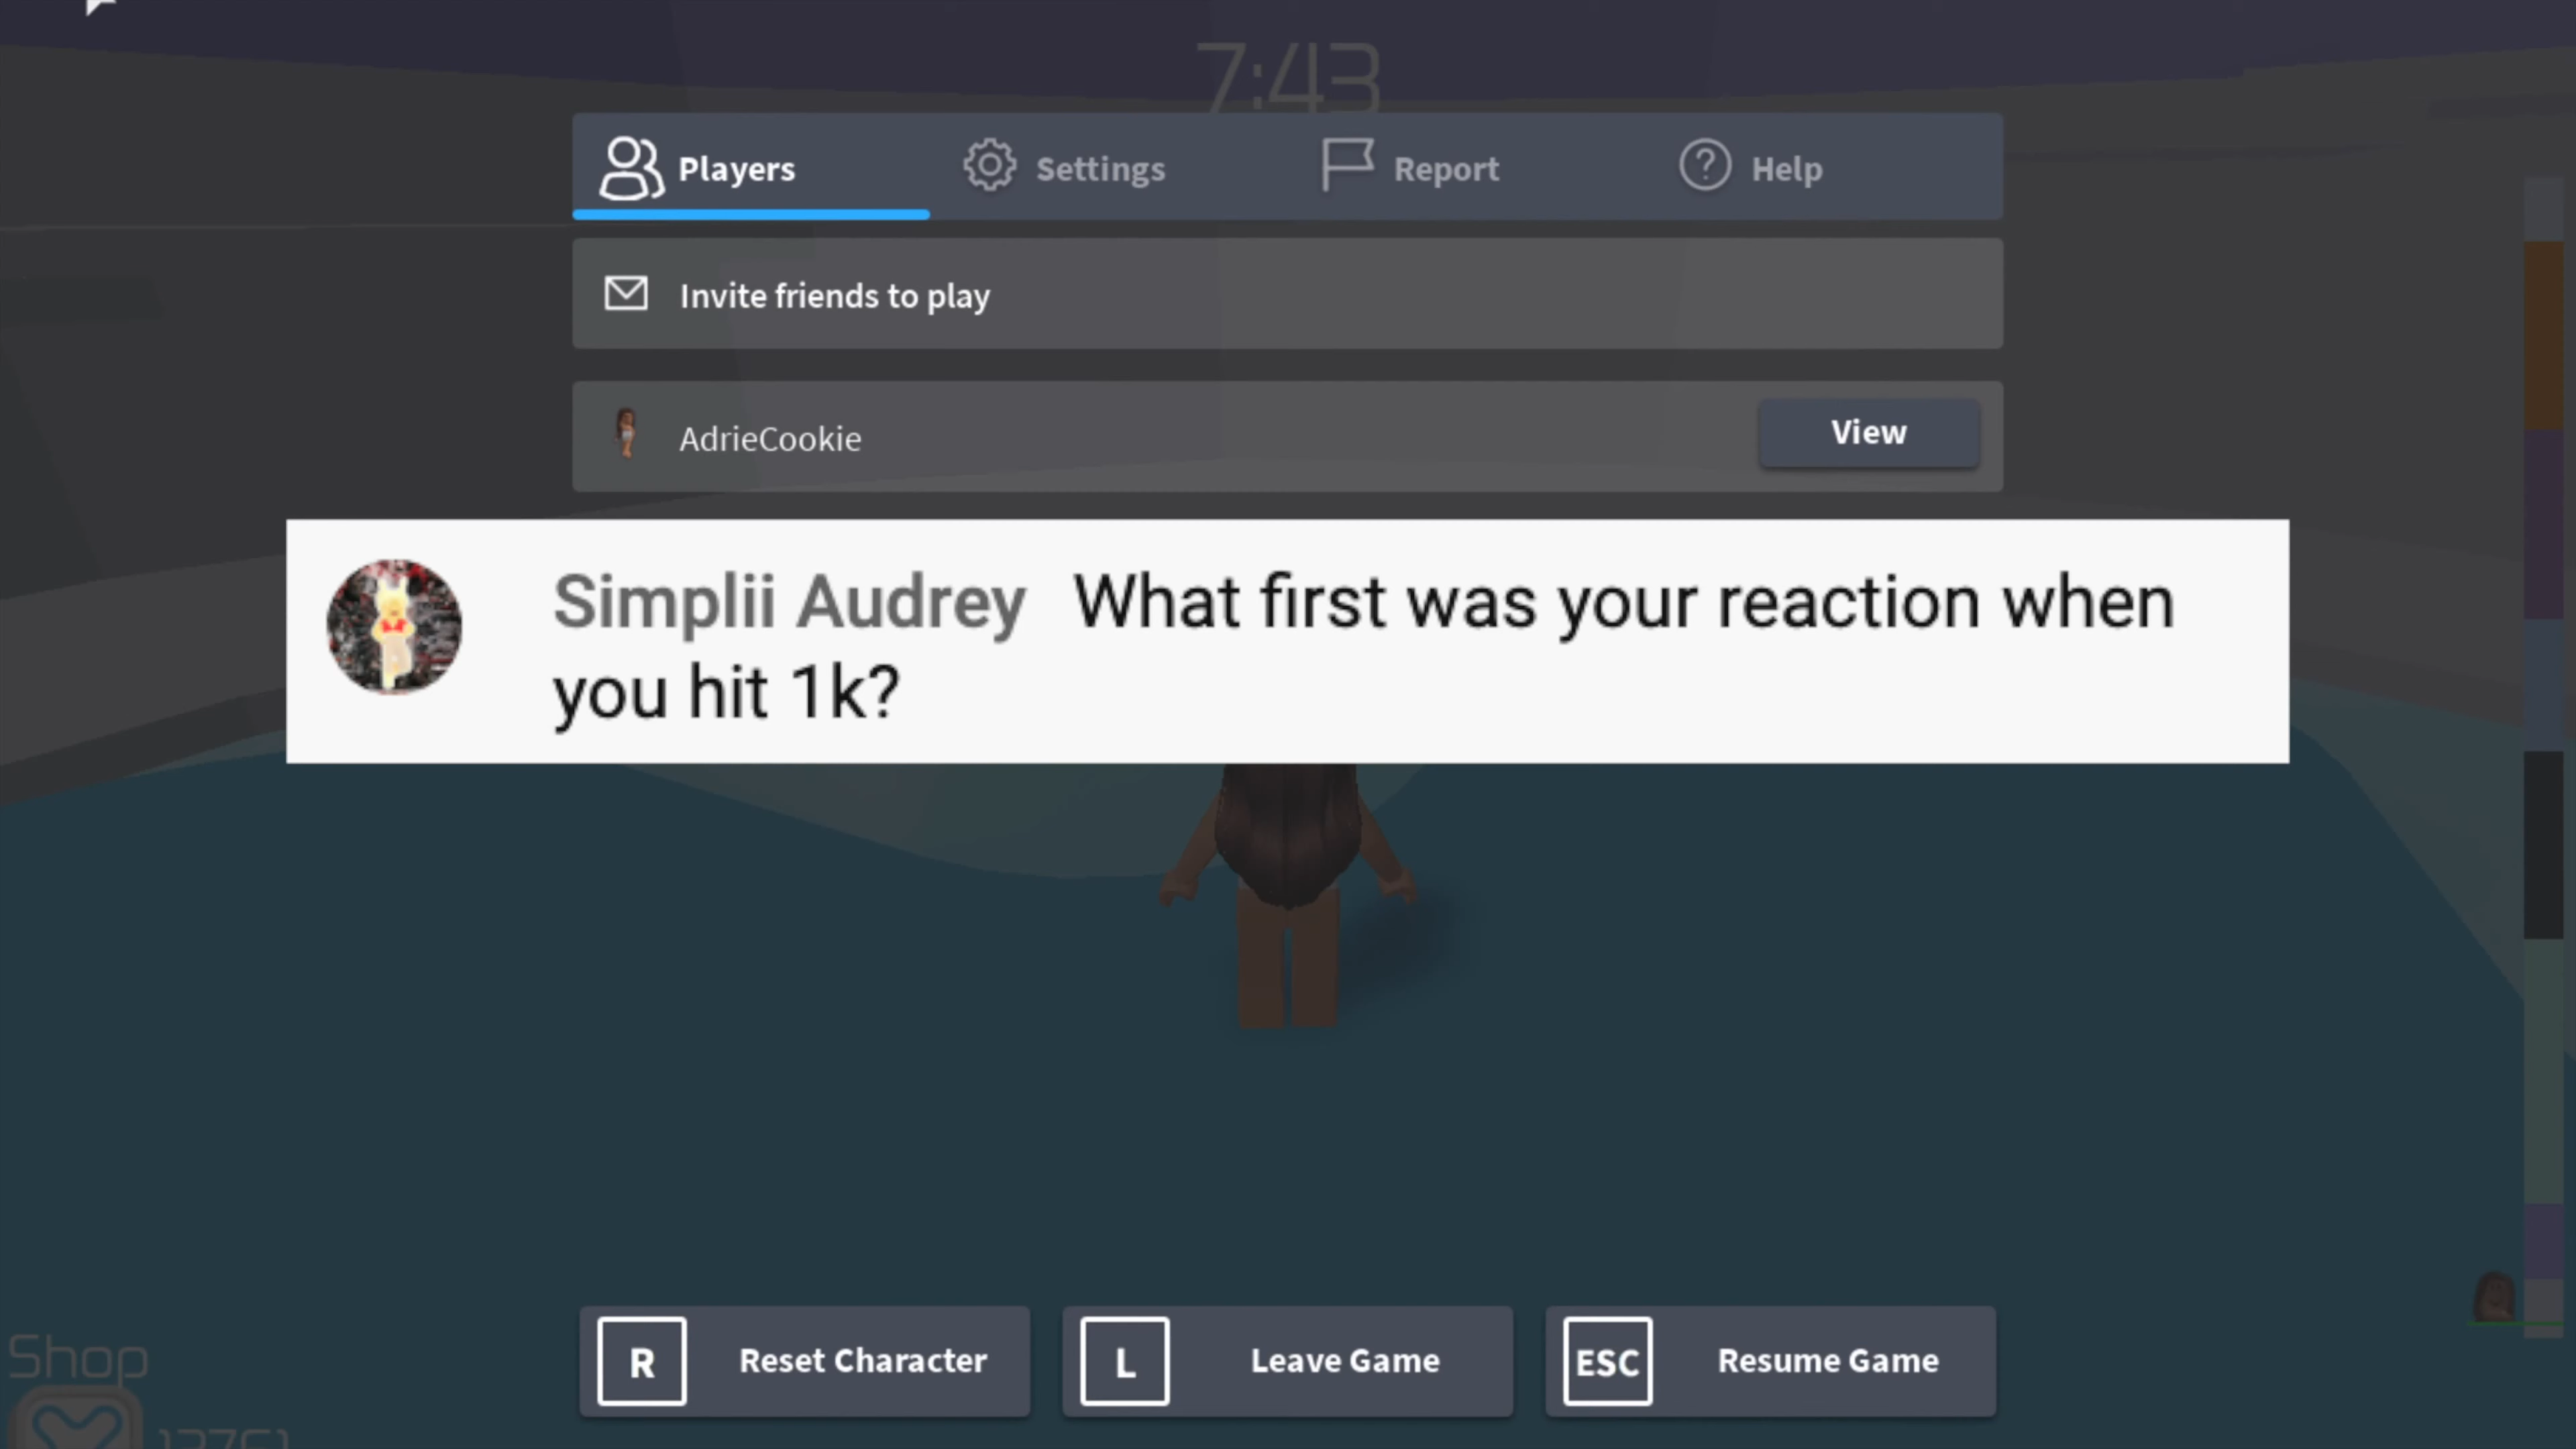 7:43
Players
Settings
Report
Help
Invite friends to play
AdrieCookie
View
Simplii Audrey What first was your reaction when
you hit 1k?
R Reset Character
L Leave Game
ESC Resume Game
Shop